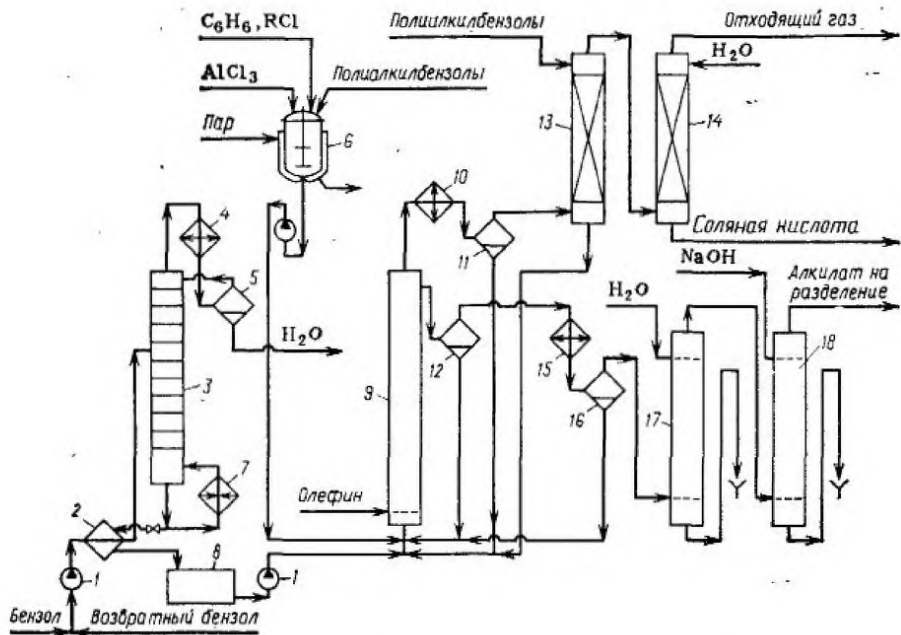 C₆H₆, RCl
AlCl₃
Полиалкилбензолы
Пар
6
Полиалкилбензолы
Отходящий газ
H₂O
13
14
Соляная кислота
4
5
H₂O
3
7
2
8
1
1
Бензол
Возвратный бензол
10
11
12
9
Олефин
15
16
NaOH
H₂O
Алкилат на
разделение
17
18